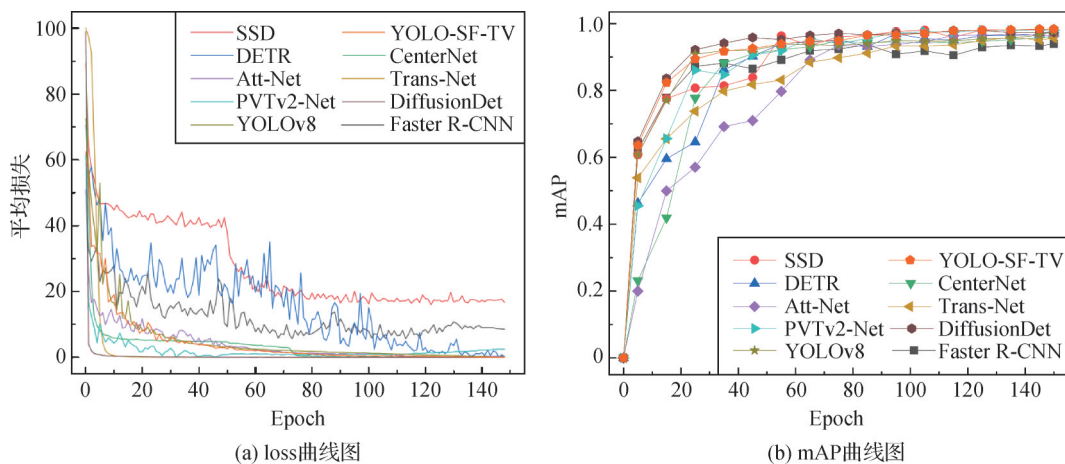 100
80
60
40
20
0
平均损失
SSD
YOLO-SF-TV
DETR
CenterNet
Att-Net
Trans-Net
PVTv2-Net
DiffusionDet
YOLOv8
Faster R-CNN
0 20 40 60 80 100 120 140
Epoch
(a) loss曲线图
1.0
0.8
0.6
0.4
0.2
0
mAP
SSD
YOLO-SF-TV
DETR
CenterNet
Att-Net
Trans-Net
PVTv2-Net
DiffusionDet
YOLOv8
Faster R-CNN
0 20 40 60 80 100 120 140
Epoch
(b) mAP曲线图